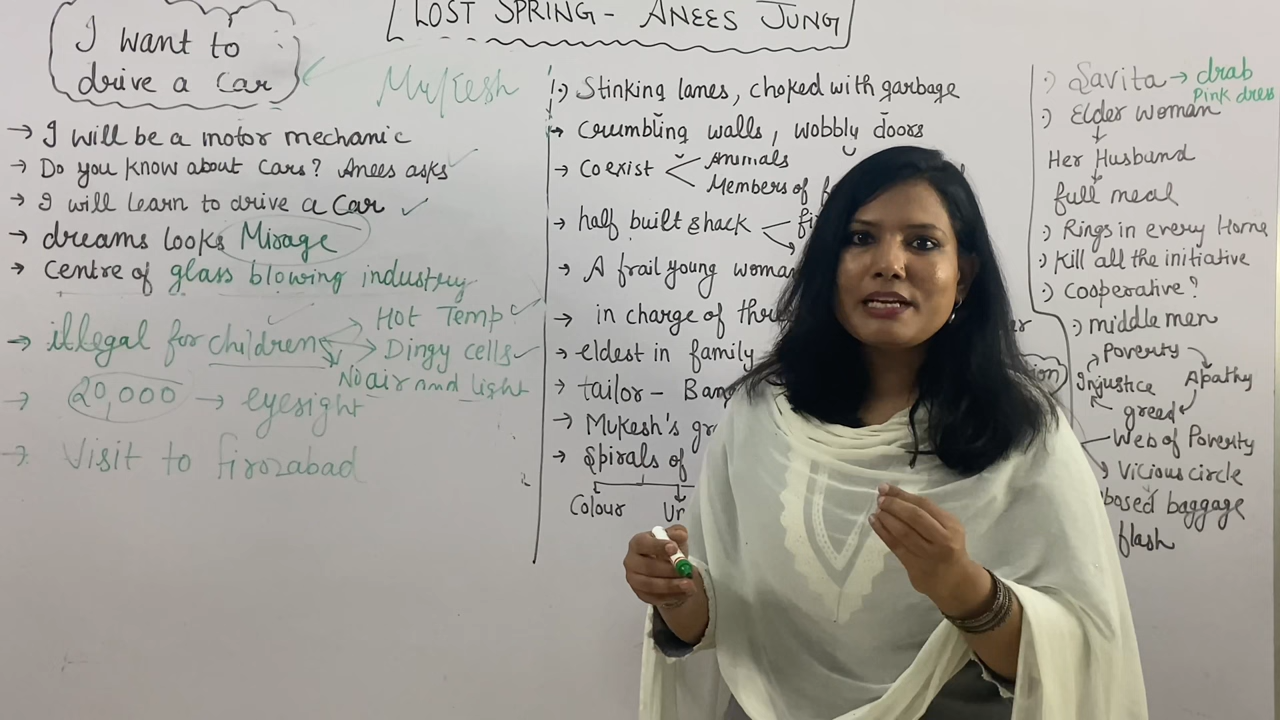 LOST SPRING - ANEES JUNG
I want to
drive a Car
Mukesh
→ I will be a motor mechanic
→ Do you know about Cars? Anees asks
→ I will learn to drive a Car ✓
→ dreams looks Mirage
→ Centre of glass blowing industry
→ illegal for children → Hot Temp ✓
→ Dingy cells ✓
No air and light
→ 20,000 → eyesight
→ Visit to firozabad
Stinking lanes, choked with garbage
→ Crumbling walls, wobbly doors
→ Coexist Animals
Members of
→ half built shack
→ A frail young woman
→ in charge of
→ eldest in family
→ tailor -
→ Mukesh's
→ Spirals of
Colour
Savita → drab
Pink dress
Elder woman
Her Husband
full meal
Rings in every Home
Kill all the initiative
Cooperative?
middle men
Poverty
Injustice Apathy
greed
Web of Poverty
Vicious circle
baggage
flash